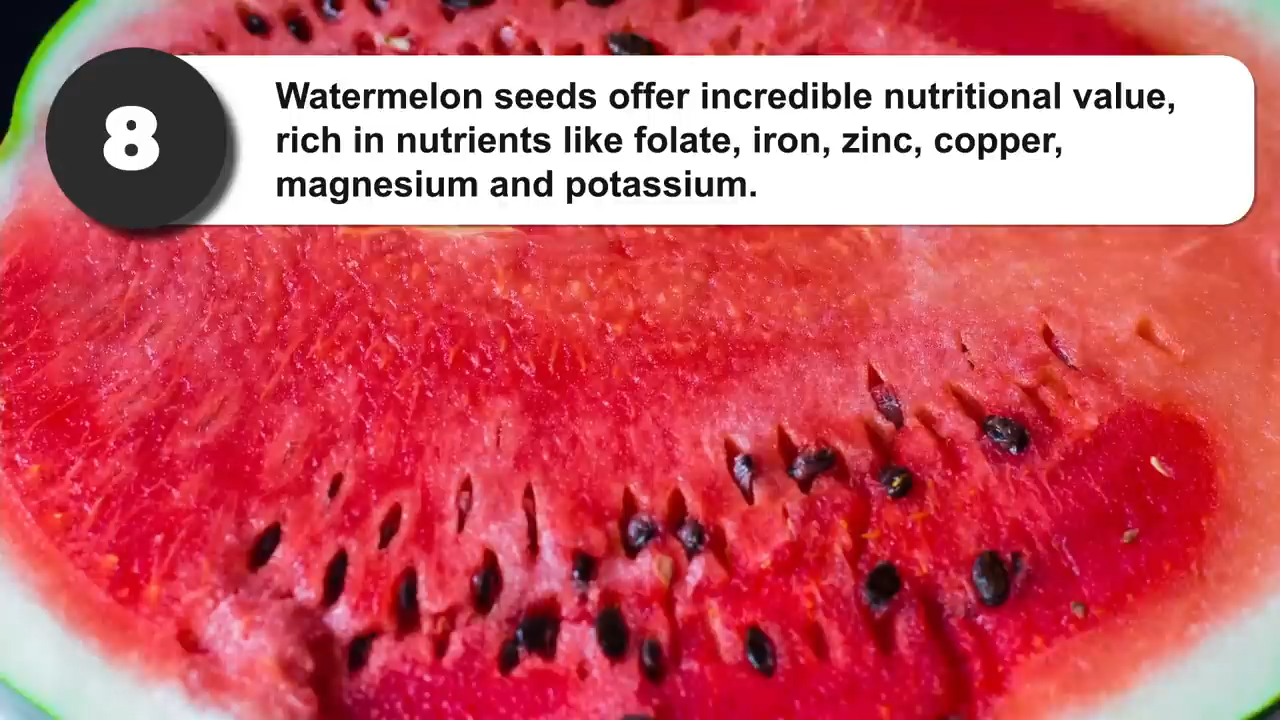 8
Watermelon seeds offer incredible nutritional value,
rich in nutrients like folate, iron, zinc, copper,
magnesium and potassium.